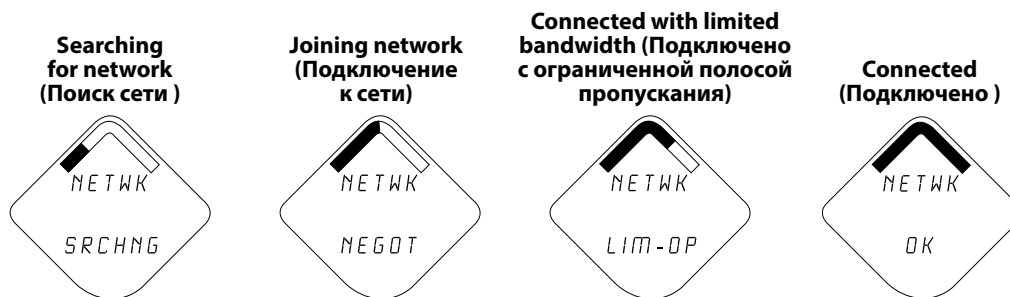 Searching
for network
(Поиск сети )
NETWK
SRCHNG
Joining network
(Подключение
к сети)
NETWK
NEGOT
Connected with limited
bandwidth (Подключено
с ограниченной полосой
пропускания)
NETWK
LIM-OP
Connected
(Подключено )
NETWK
OK